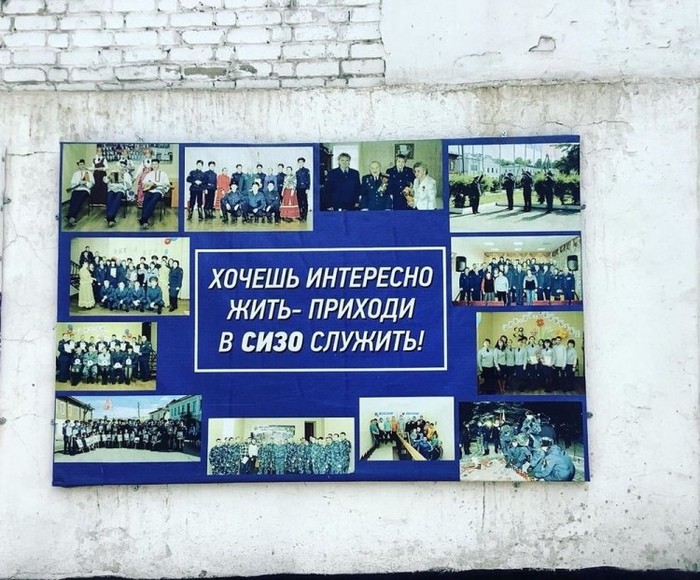 ХОЧЕШЬ ИНТЕРЕСНО
ЖИТЬ- ПРИХОДИ
В СИЗО СЛУЖИТЬ!